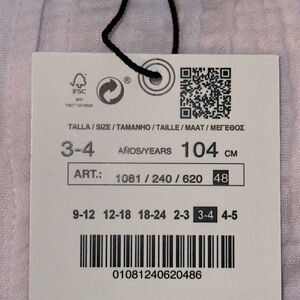 FSC
MIX
®
TALLA / SIZE / TAMANHO / TAILLE / MAAT / ΜΕΓΕΘΟΣ
3-4 AÑOS/YEARS 104 CM
ART.: 1081 / 240 / 620 48
9-12 12-18 18-24 2-3 3-4 4-5
01081240620486